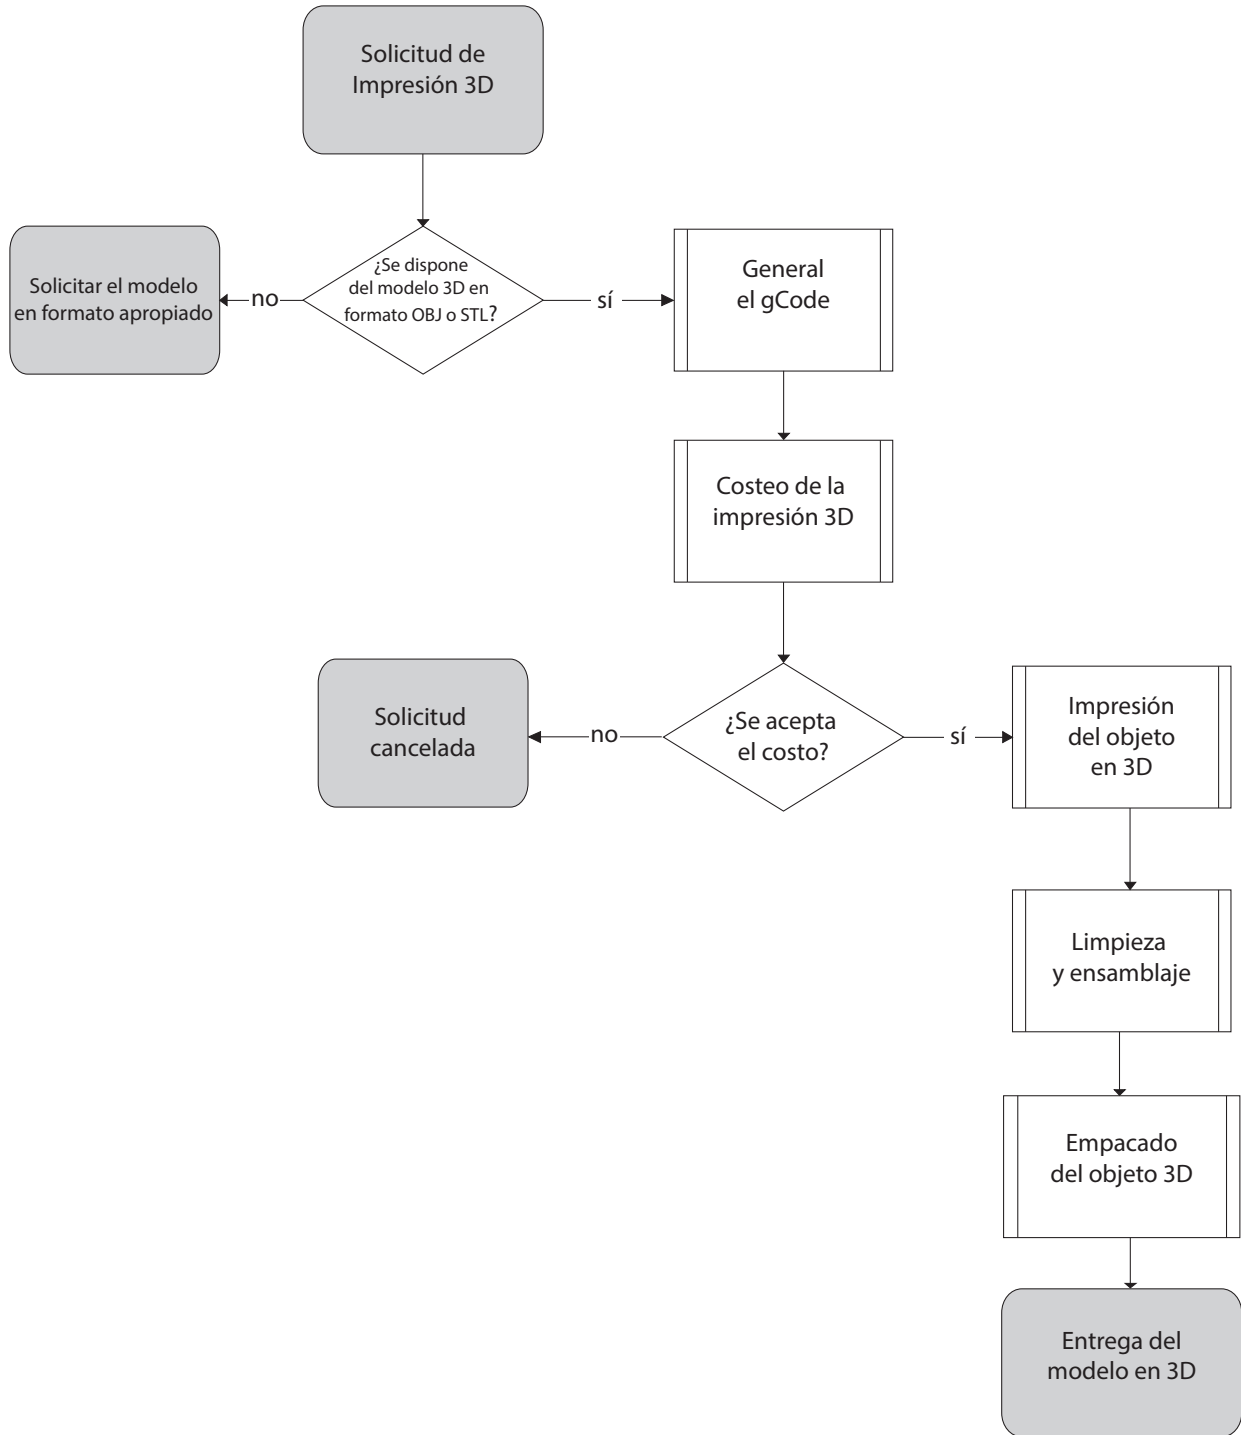 Solicitud de
Impresión 3D
¿Se dispone
del modelo 3D en
formato OBJ o STL?
no
Solicitar el modelo
en formato apropiado
sí
General
el gCode
Costeo de la
impresión 3D
¿Se acepta
el costo?
no
Solicitud
cancelada
sí
Impresión
del objeto
en 3D
Limpieza
y ensamblaje
Empacado
del objeto 3D
Entrega del
modelo en 3D